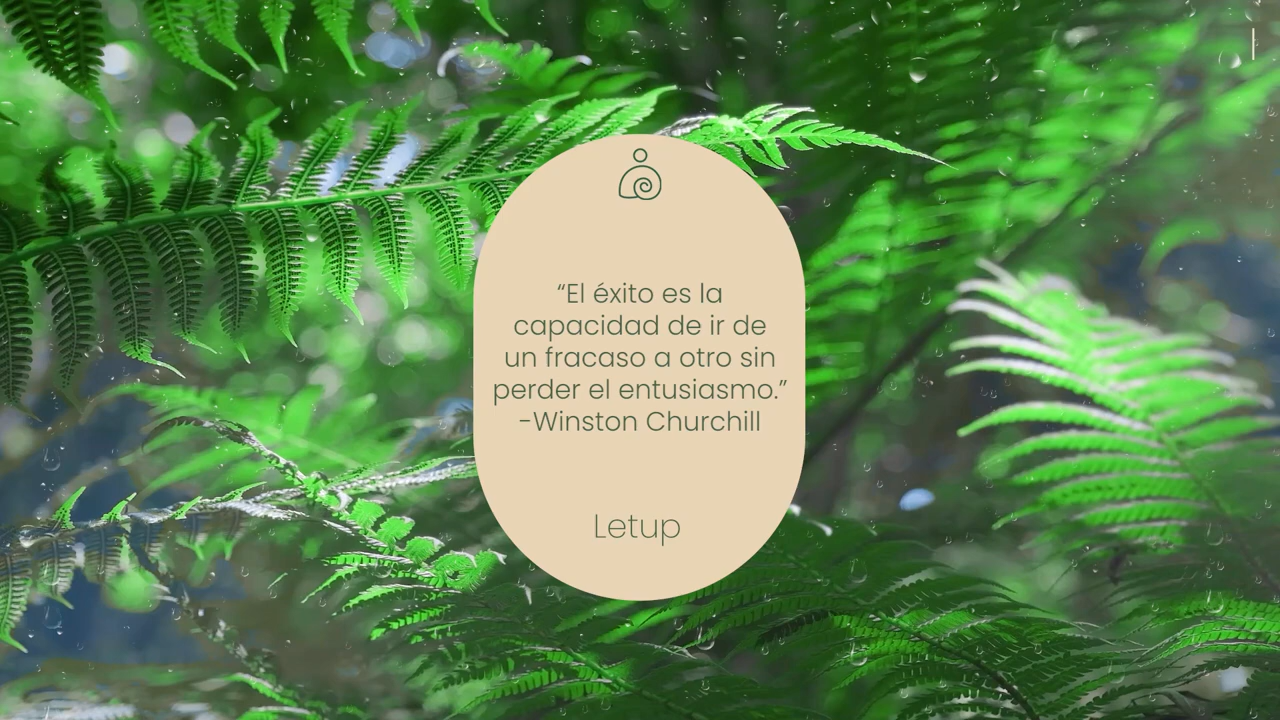 “El éxito es la
capacidad de ir de
un fracaso a otro sin
perder el entusiasmo.”
-Winston Churchill
Letup